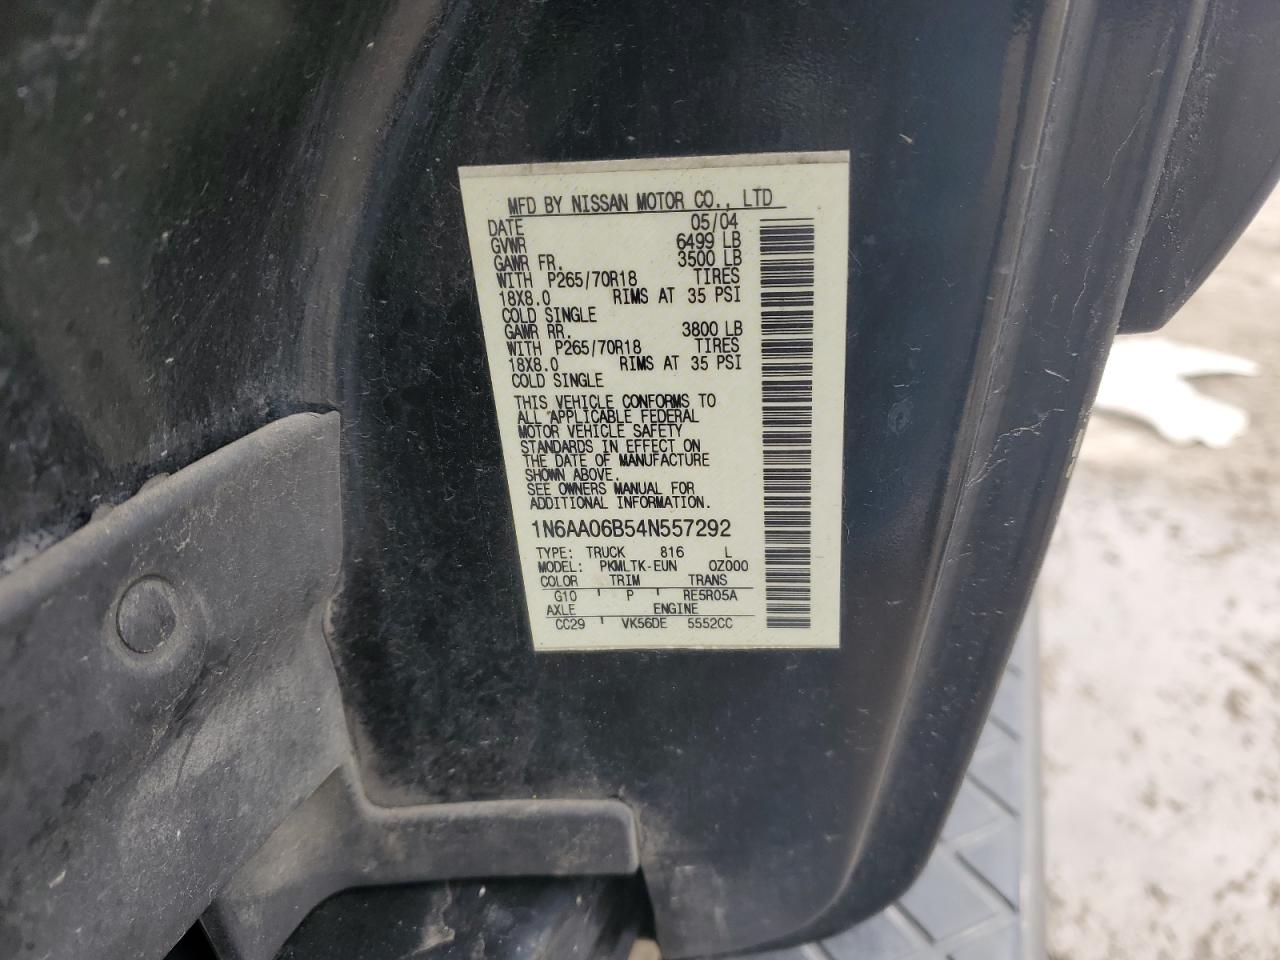 MFD BY NISSAN MOTOR CO., LTD
DATE 05/04
GVWR 6499 LB
GAWR FR. 3500 LB
WITH P265/70R18 TIRES
18X8.0 RIMS AT 35 PSI
COLD SINGLE
GAWR RR. 3800 LB
WITH P265/70R18 TIRES
18X8.0 RIMS AT 35 PSI
COLD SINGLE
THIS VEHICLE CONFORMS TO
ALL APPLICABLE FEDERAL
MOTOR VEHICLE SAFETY
STANDARDS IN EFFECT ON
THE DATE OF MANUFACTURE
SHOWN ABOVE.
SEE OWNERS MANUAL FOR
ADDITIONAL INFORMATION.
1N6AA06B54N557292
TYPE: TRUCK 816 L
MODEL: PKMLTK-EUN 0Z000
COLOR TRIM TRANS
G10 P RE5R05A
AXLE ENGINE
CC29 VK56DE 5552CC